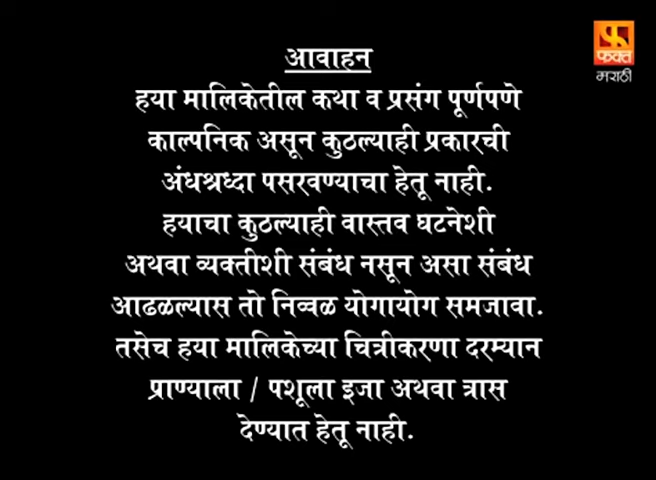 फक्त
मराठी
आवाहन
हया मालिकेतील कथा व प्रसंग पूर्णपणे
काल्पनिक असून कुठल्याही प्रकारची
अंधश्रध्दा पसरवण्याचा हेतू नाही.
हयाचा कुठल्याही वास्तव घटनेशी
अथवा व्यक्तीशी संबंध नसून असा संबंध
आढळल्यास तो निव्वळ योगायोग समजावा.
तसेच हया मालिकेच्या चित्रीकरणा दरम्यान
प्राण्याला / पशूला इजा अथवा त्रास
देण्यात हेतू नाही.